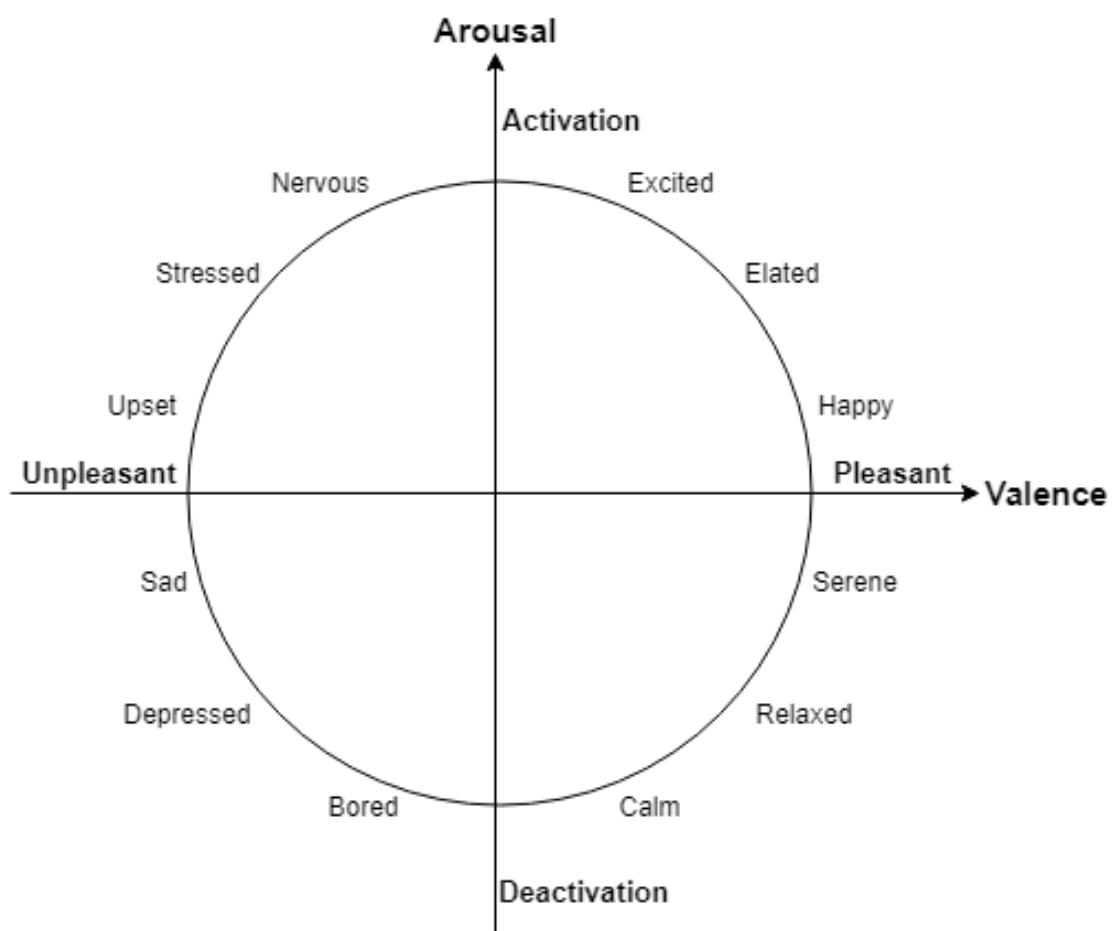 Arousal
Activation
Nervous
Excited
Stressed
Elated
Upset
Happy
Unpleasant
Pleasant
Valence
Sad
Serene
Depressed
Relaxed
Bored
Calm
Deactivation